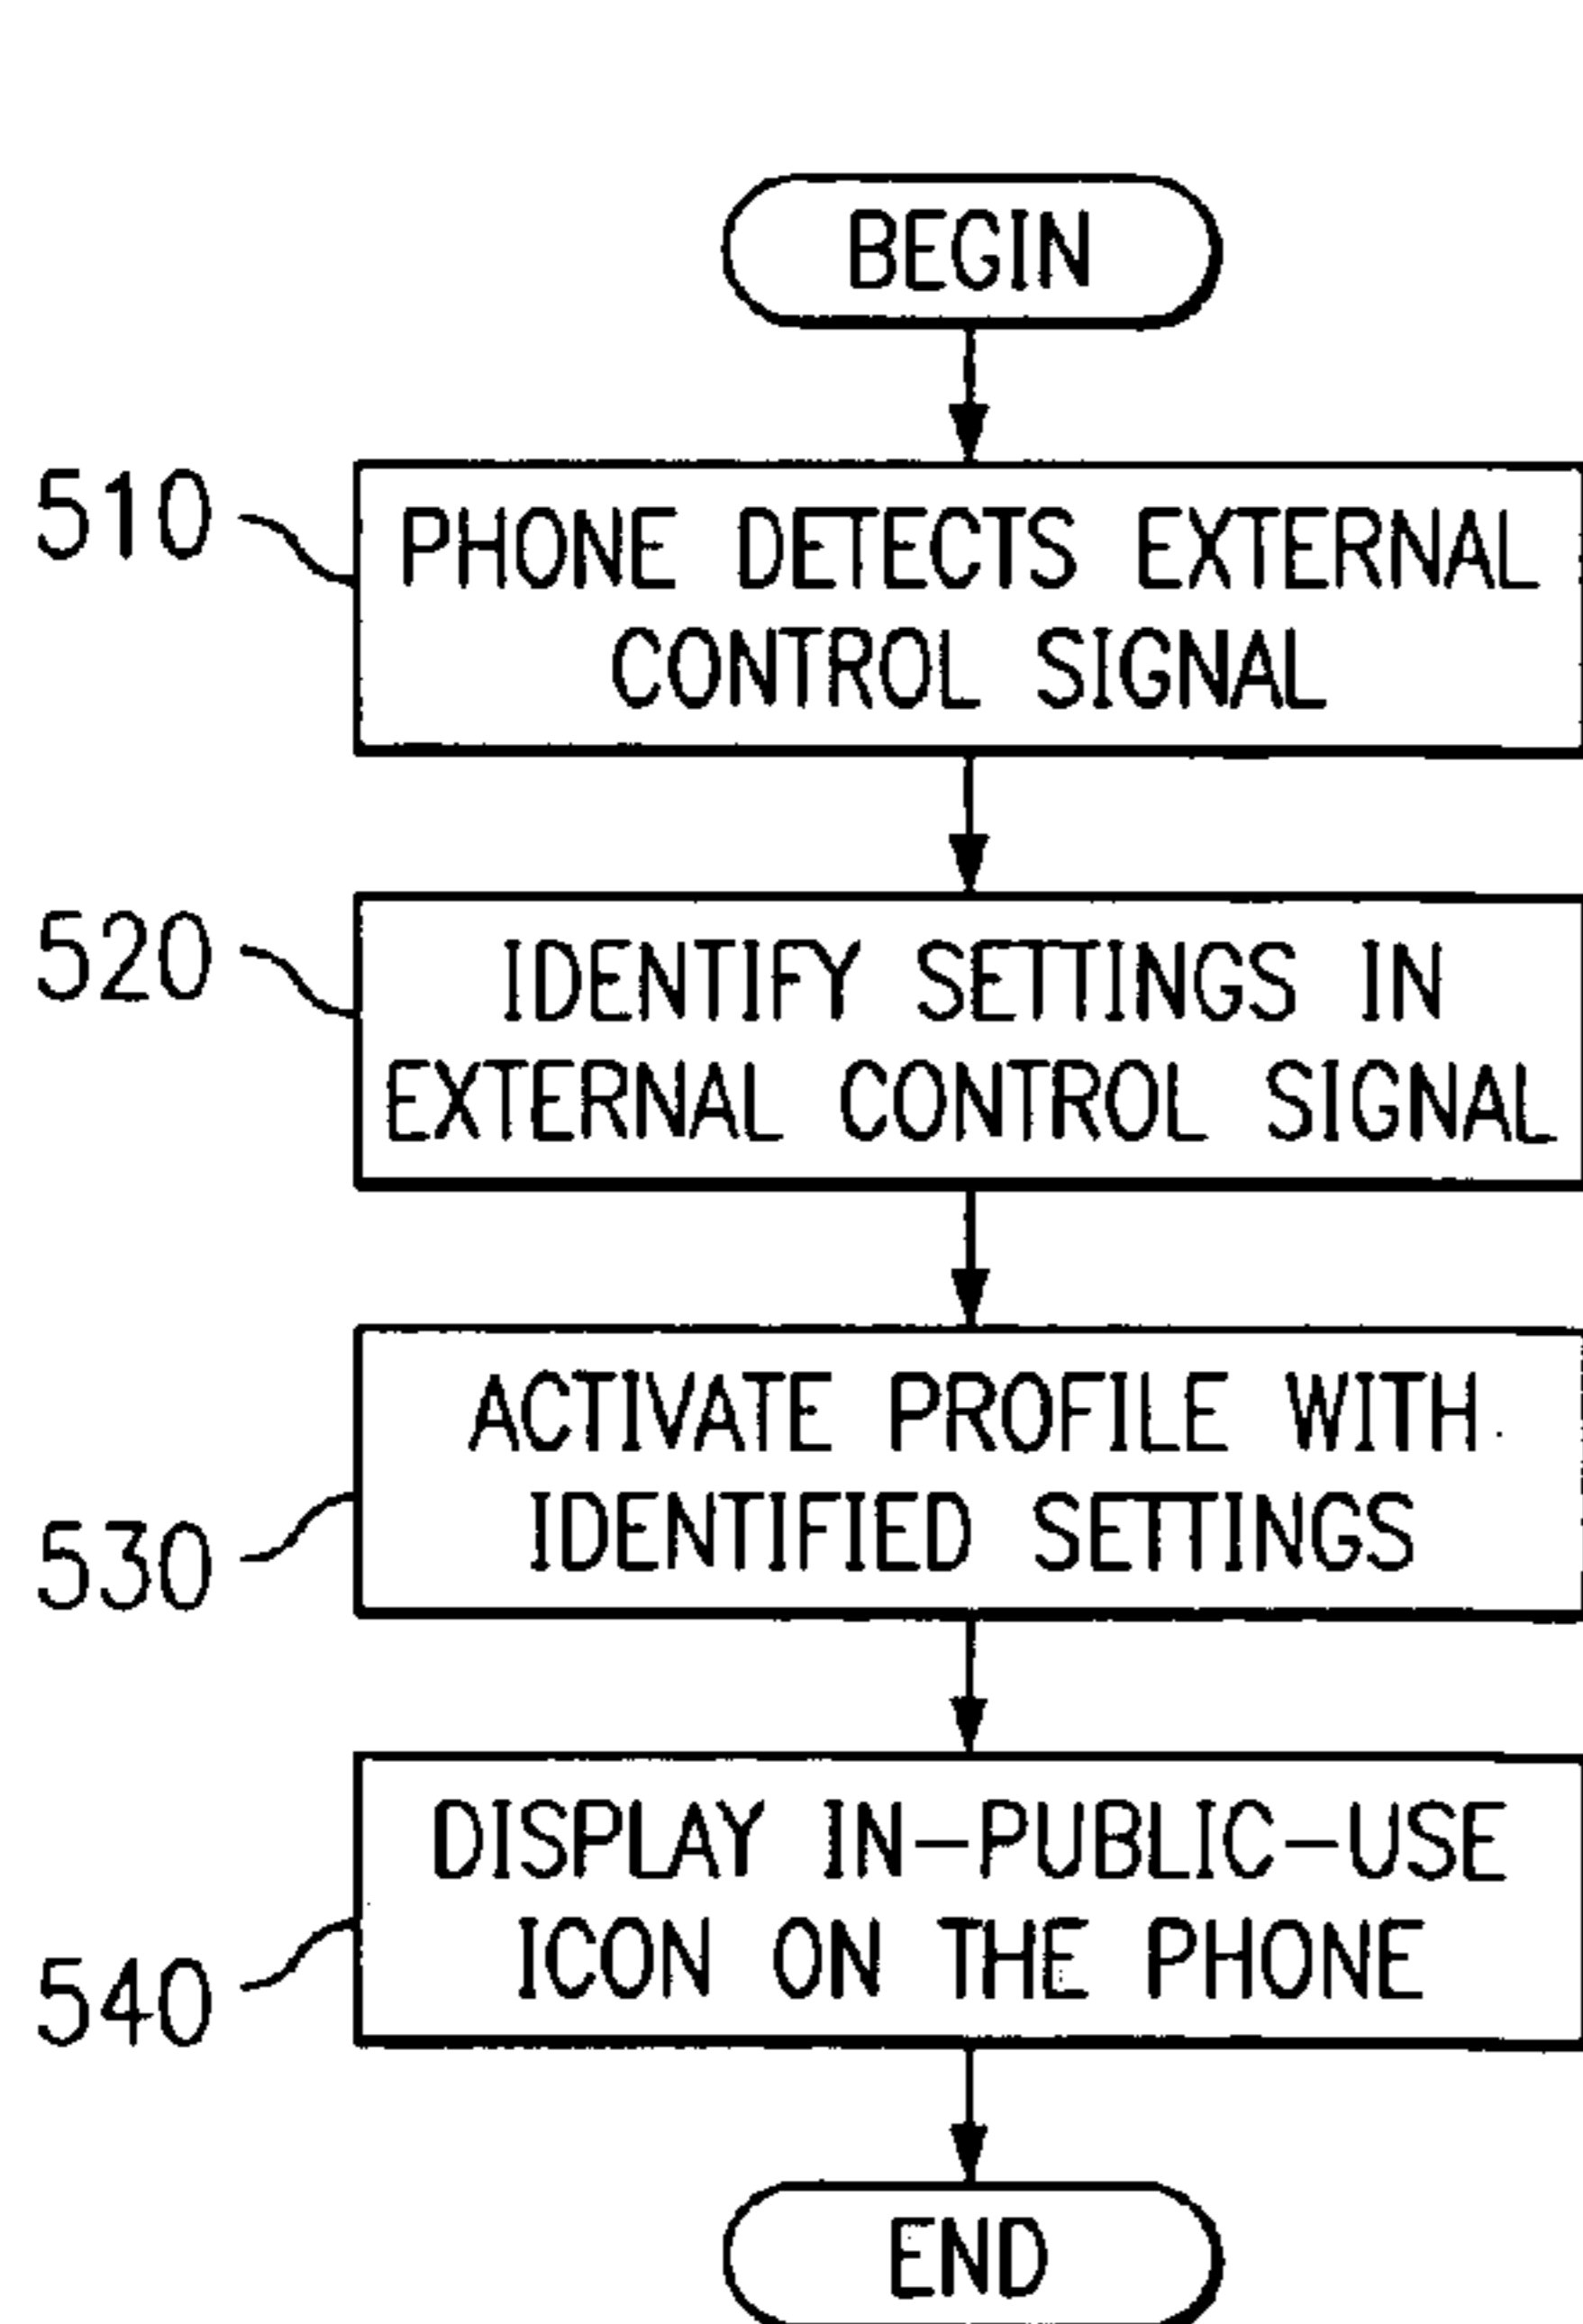 BEGIN
510
PHONE DETECTS EXTERNAL
CONTROL SIGNAL
520
IDENTIFY SETTINGS IN
EXTERNAL CONTROL SIGNAL
ACTIVATE PROFILE WITH
IDENTIFIED SETTINGS
530
DISPLAY IN-PUBLIC-USE
ICON ON THE PHONE
540
END